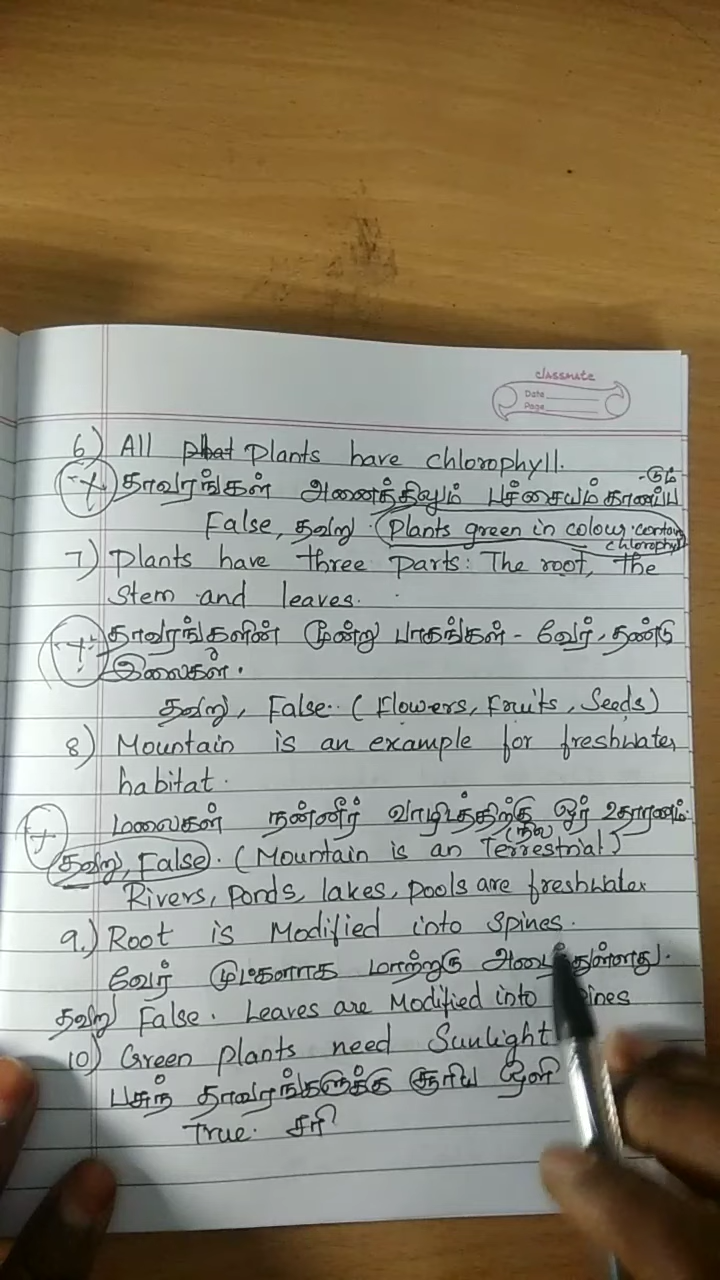 classmate
Date
Page
6) All plants have chlorophyll.
தாவரங்கள் அனைத்திலும் பச்சையம் காணப்ப
-டும்
False, தவறு. (Plants green in colour contain
chlorophyll
7) Plants have three parts: The root, the
Stem and leaves.
தாவரங்களின் மூன்று பாகங்கள் - வேர், தண்டு
இலைகள்.
தவறு, False. (Flowers, Fruits, Seeds)
8) Mountain is an example for freshwater
habitat.
மலைகள் நன்னீர் வாழிடத்திற்கு ஓர் உதாரணம்.
(நில
தவறு, False. (Mountain is an Terrestrial)
Rivers, ponds, lakes, pools are freshwater
9.) Root is Modified into Spines.
வேர் முட்களாக மாற்றுரு
தவறு False. Leaves are Modified into
10) Green plants need Sunlight
பசுந் தாவரங்களுக்கு சூரிய ஒளி
True. சரி